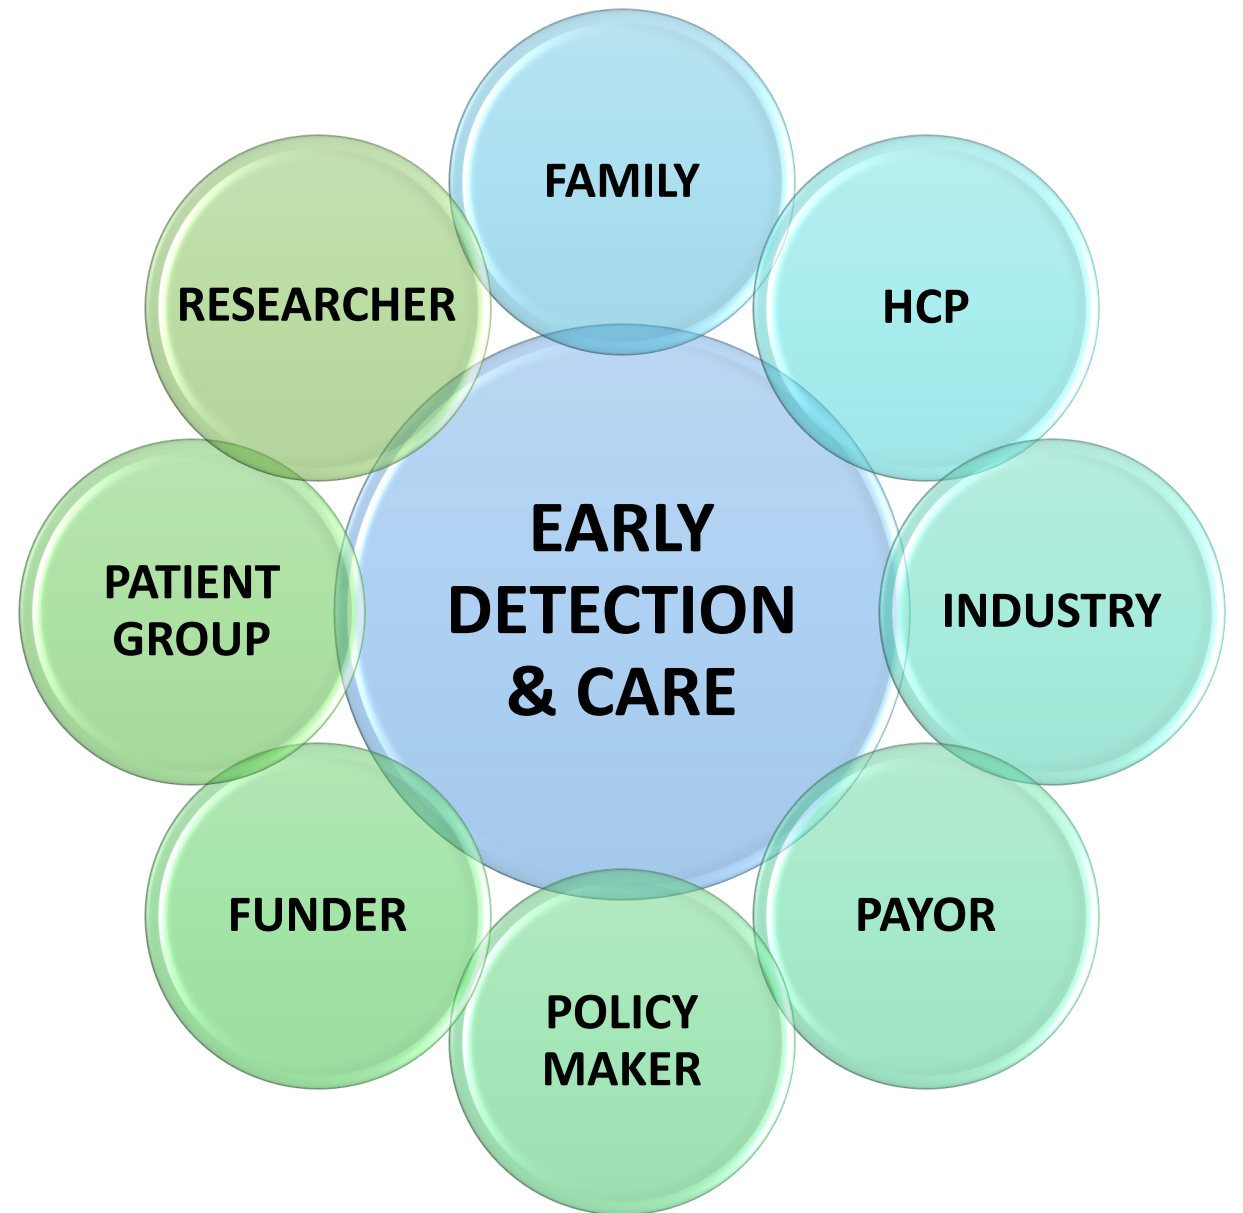 FAMILY
HCP
INDUSTRY
PAYOR
POLICY
MAKER
FUNDER
PATIENT
GROUP
RESEARCHER
EARLY
DETECTION
& CARE